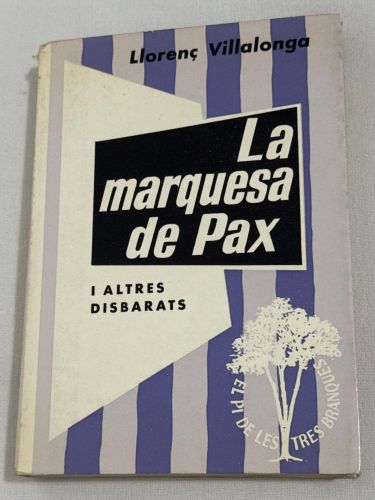 Llorenç Villalonga
La
marquesa
de Pax
I ALTRES
DISBARATS
EL PI DE LES TRES BRANQUES